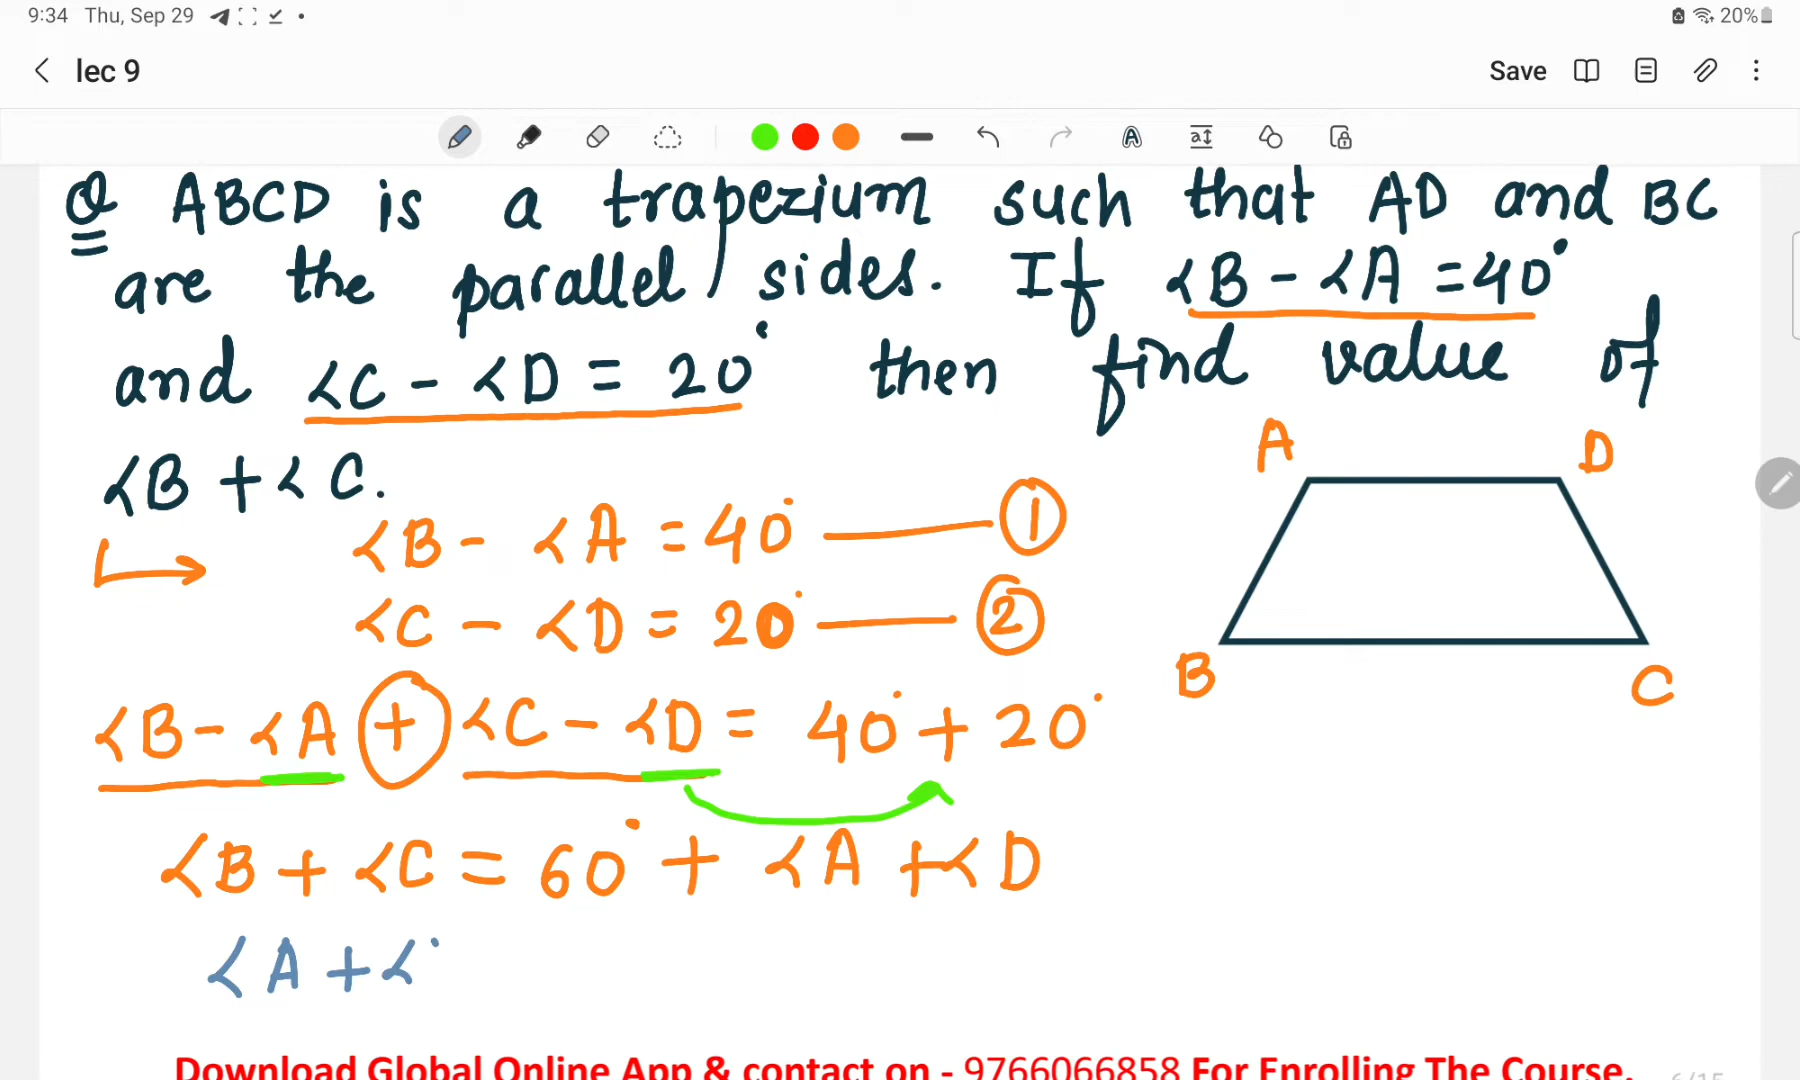 9:34 Thu, Sep 29 20%
lec 9 Save
Q ABCD is a trapezium such that AD and BC
are the parallel sides. If ∠B - ∠A = 40°
and ∠C - ∠D = 20° then find value of
∠B + ∠C.
A D
B C
∠B - ∠A = 40° ——— ①
∠C - ∠D = 20° ——— ②
∠B - ∠A + ∠C - ∠D = 40° + 20°
∠B + ∠C = 60° + ∠A + ∠D
∠A + ∠
Download Global Online App & contact on - 9766066858 For Enrolling The Course.
6/15